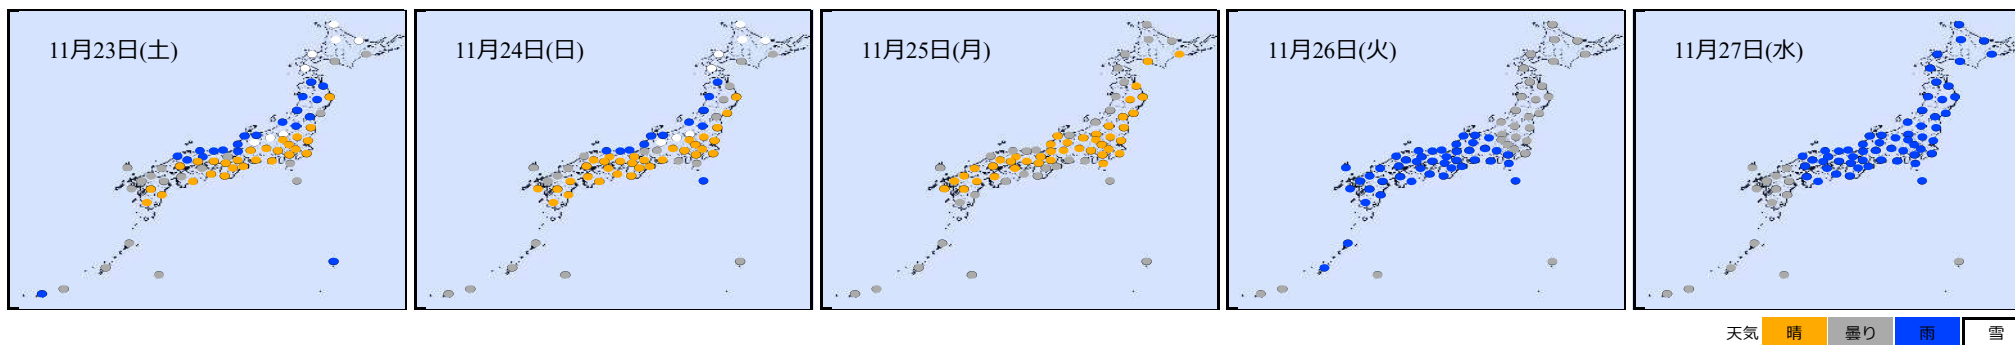 11月23日(土)
11月24日(日)
11月25日(月)
11月26日(火)
11月27日(水)
天気 晴 曇り 雨 雪